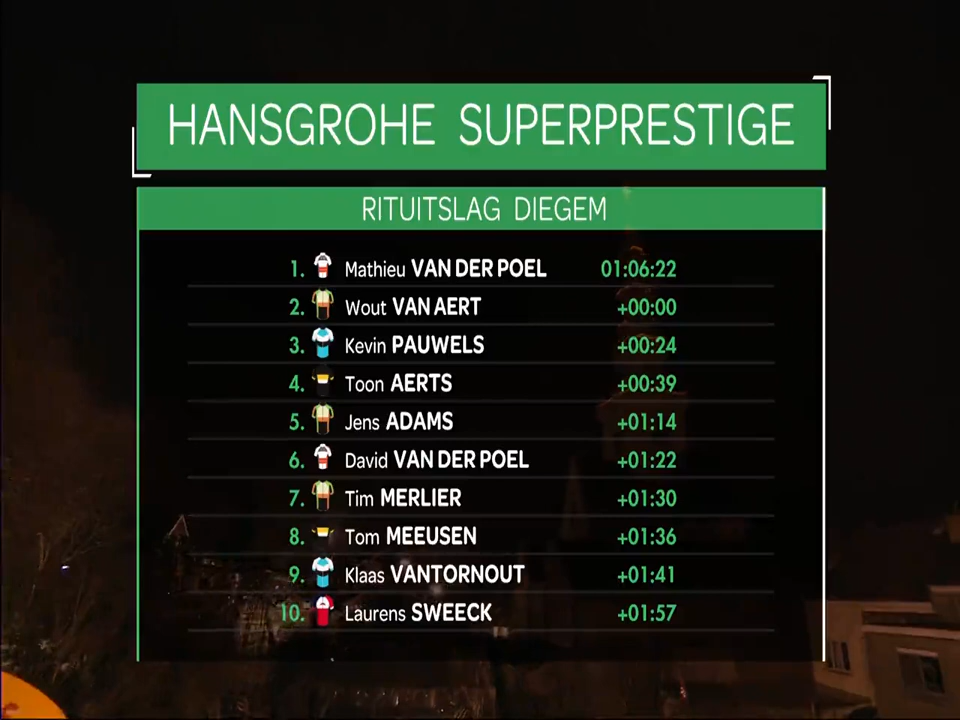 HANSGROHE SUPERPRESTIGE
RITUITSLAG DIEGEM
1. Mathieu VAN DER POEL 01:06:22
2. Wout VAN AERT +00:00
3. Kevin PAUWELS +00:24
4. Toon AERTS +00:39
5. Jens ADAMS +01:14
6. David VAN DER POEL +01:22
7. Tim MERLIER +01:30
8. Tom MEEUSEN +01:36
9. Klaas VANTORNOUT +01:41
10. Laurens SWEECK +01:57